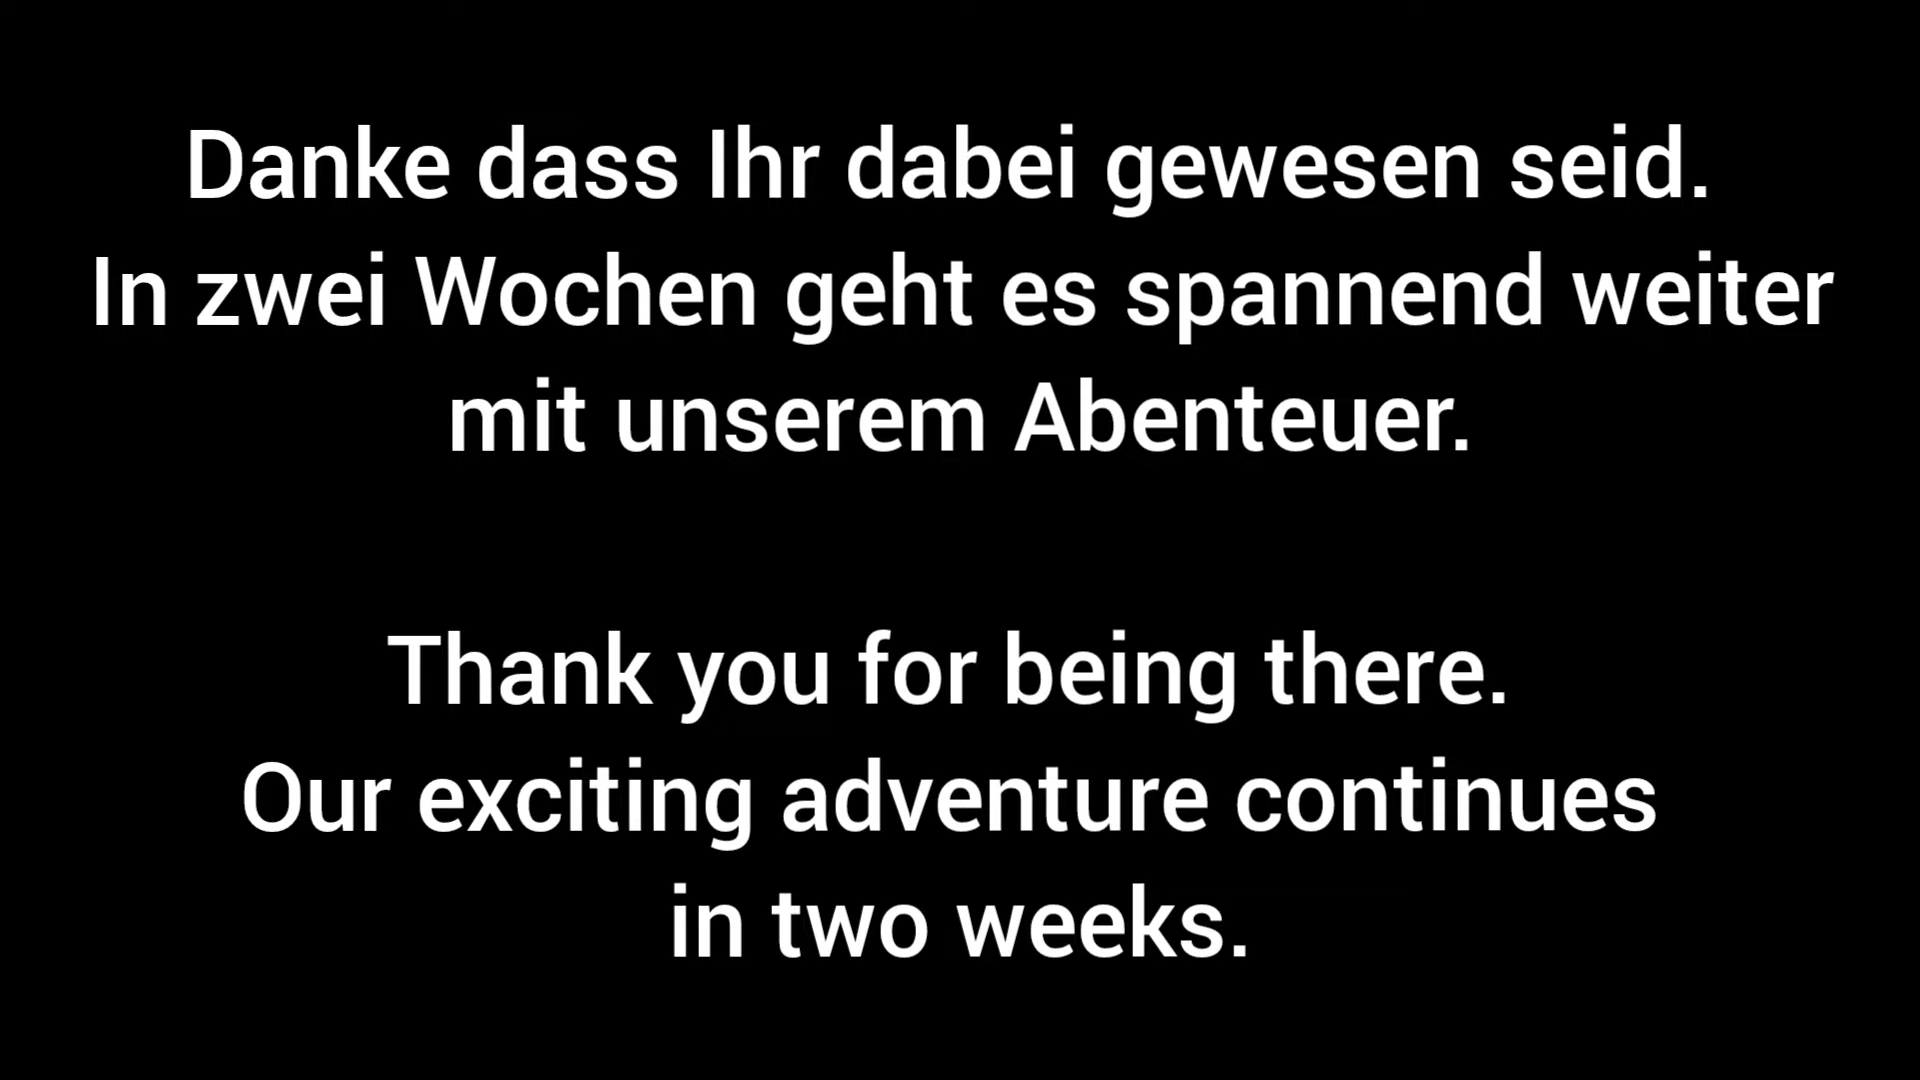 Danke dass Ihr dabei gewesen seid.
In zwei Wochen geht es spannend weiter
mit unserem Abenteuer.
Thank you for being there.
Our exciting adventure continues
in two weeks.